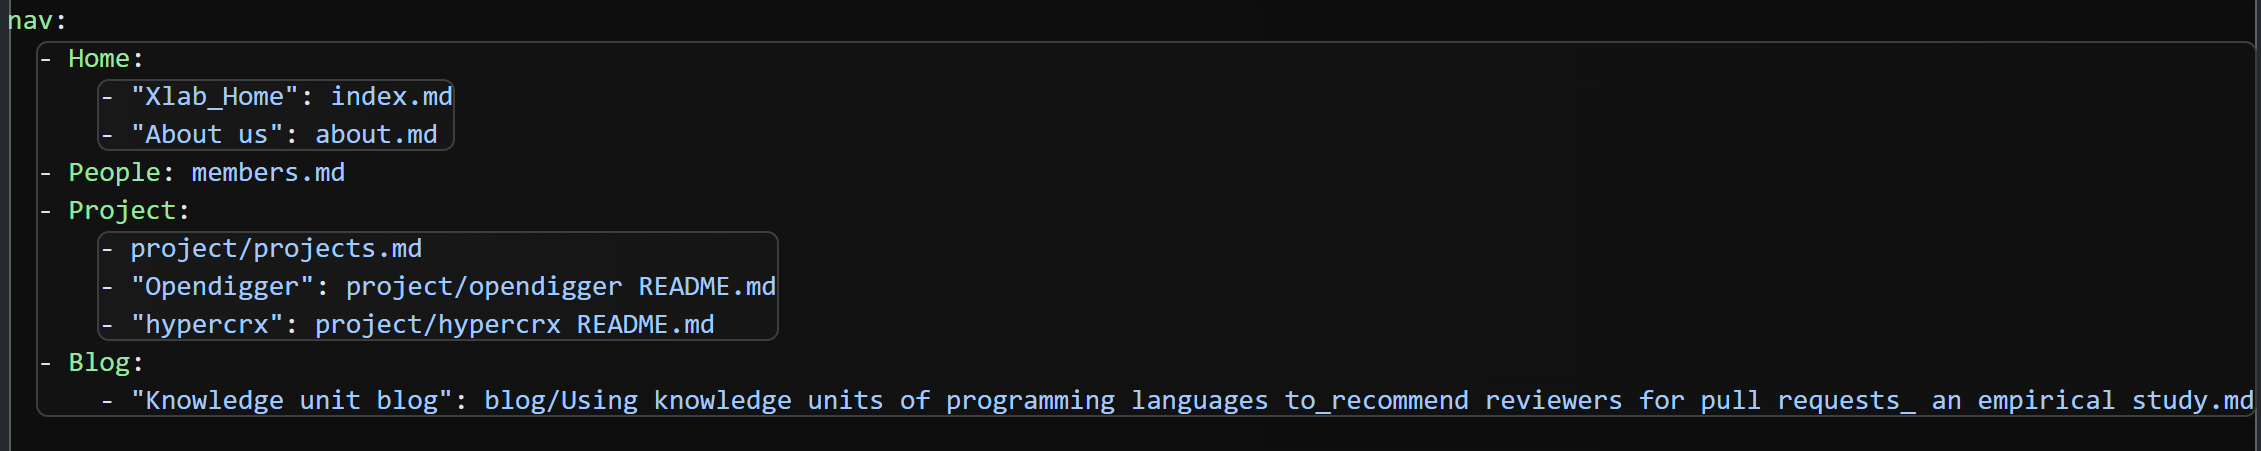 nav:
  - Home:
    - "Xlab_Home": index.md
    - "About us": about.md
  - People: members.md
  - Project:
    - project/projects.md
    - "Opendigger": project/opendigger README.md
    - "hypercrx": project/hypercrx README.md
  - Blog:
    - "Knowledge unit blog": blog/Using knowledge units of programming languages to_recommend reviewers for pull requests_ an empirical study.md